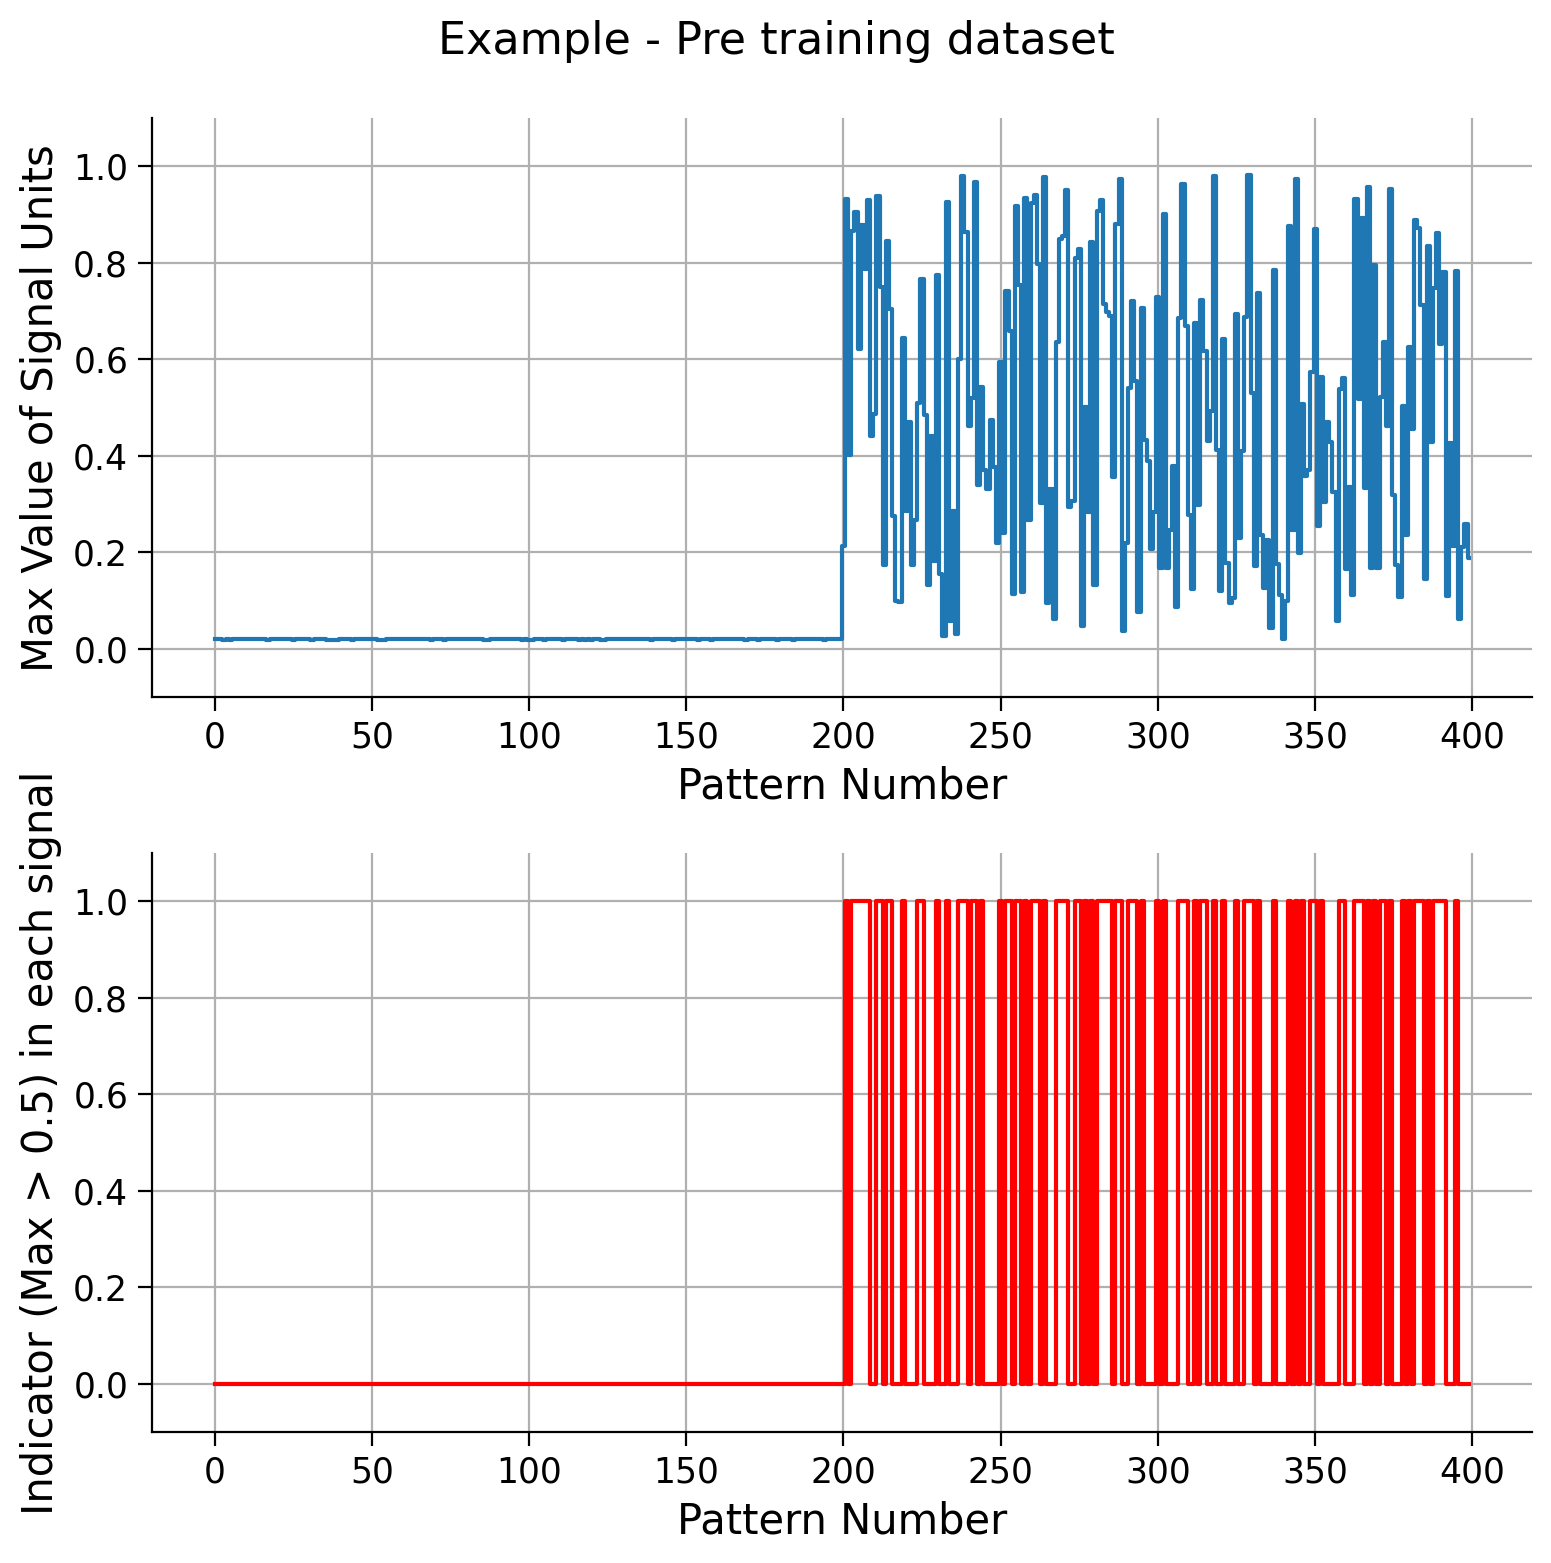 Example - Pre training dataset
Max Value of Signal Units
1.0
0.8
0.6
0.4
0.2
0.0
0 50 100 150 200 250 300 350 400
Pattern Number
Indicator (Max > 0.5) in each signal
1.0
0.8
0.6
0.4
0.2
0.0
0 50 100 150 200 250 300 350 400
Pattern Number